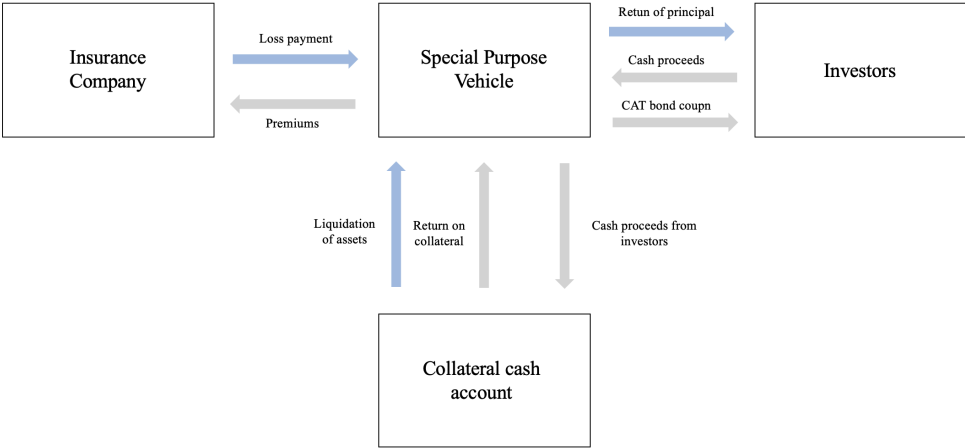 Insurance
Company
Loss payment
Premiums
Special Purpose
Vehicle
Retun of principal
Cash proceeds
CAT bond coupn
Investors
Liquidation
of assets
Return on
collateral
Cash proceeds from
investors
Collateral cash
account